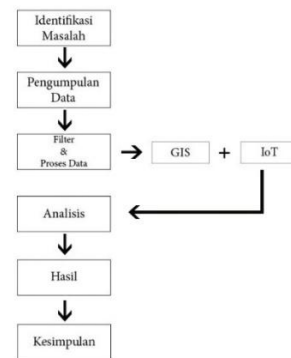 Identifikasi
Masalah
Pengumpulan
Data
Filter
&
Proses Data
GIS + IoT
Analisis
Hasil
Kesimpulan